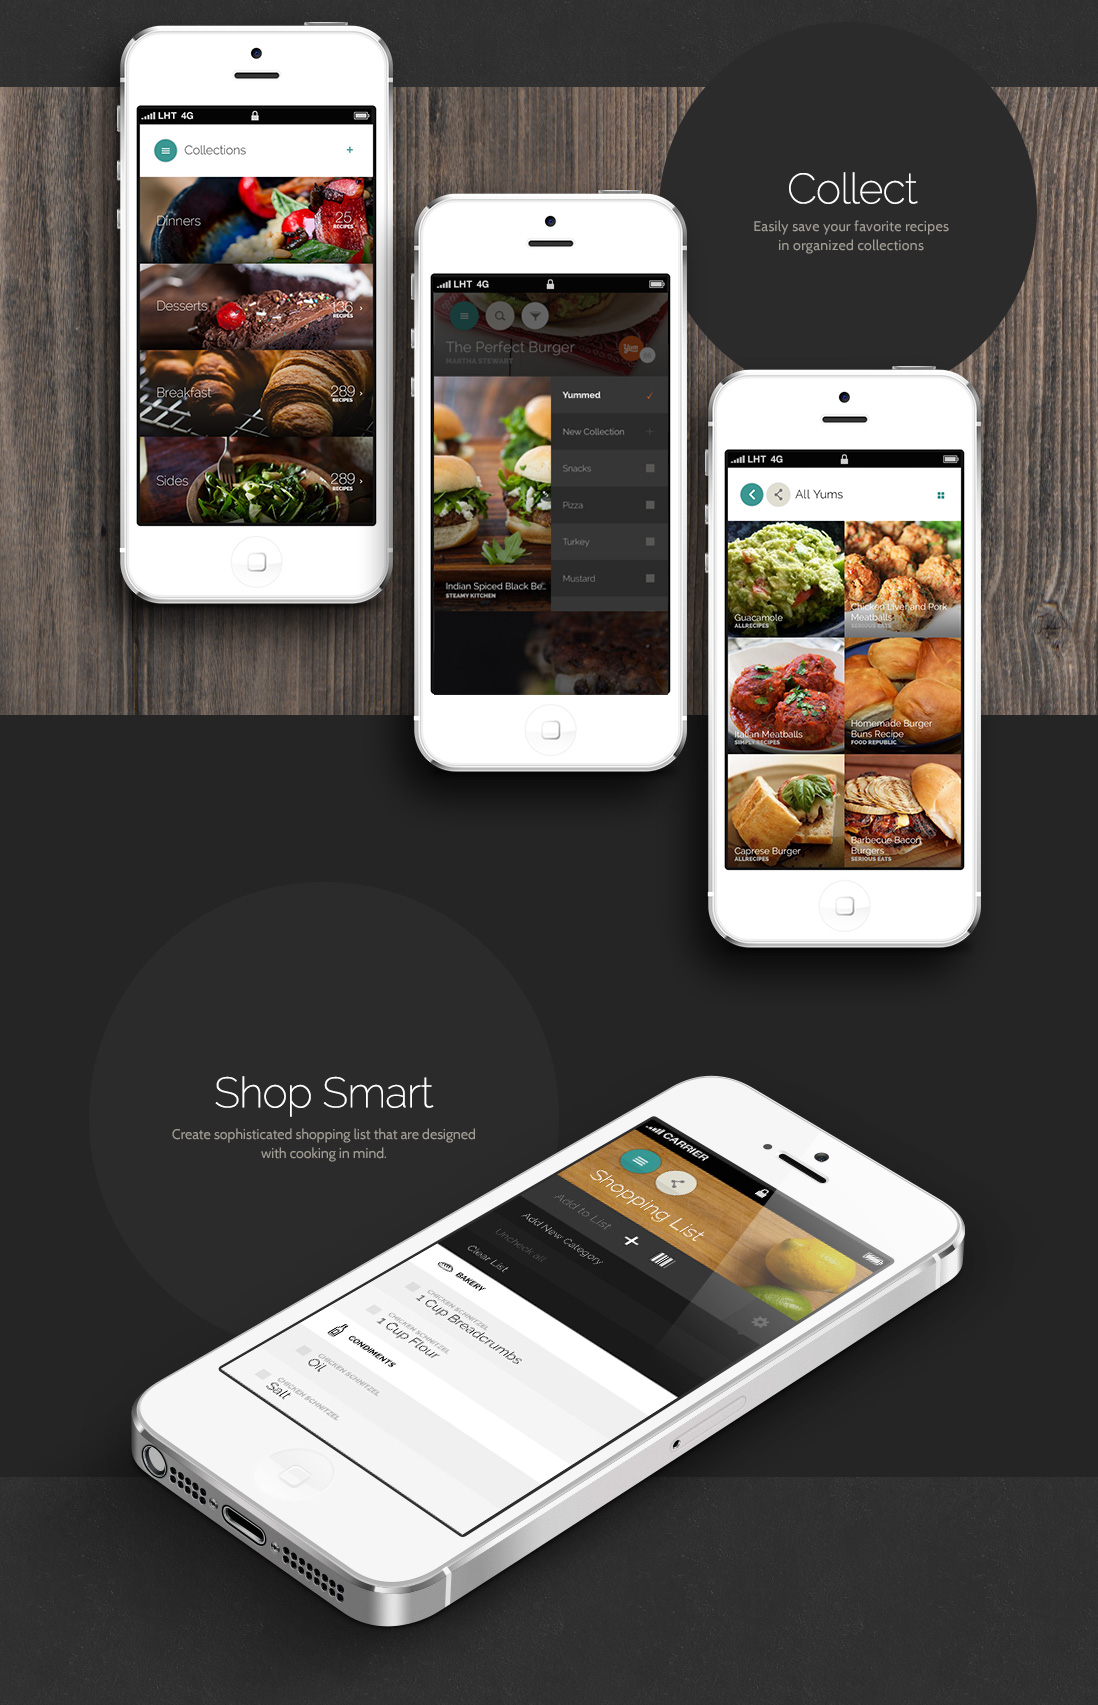 LHT 4G
Collections
+
Dinners
25
RECIPES
Desserts
136
RECIPES
Breakfast
289
RECIPES
Sides
289
RECIPES
Collect
Easily save your favorite recipes
in organized collections
LHT 4G
The Perfect Burger
MARTHA STEWART
Yum
Yummed
New Collection
Snacks
Pizza
Turkey
Mustard
Indian Spiced Black Be...
STEAMY KITCHEN
LHT 4G
All Yums
Guacamole
ALLRECIPES
Chicken Liver and Pork
Meatballs
SERIOUS EATS
Italian Meatballs
SIMPLY RECIPES
Homemade Burger
Buns Recipe
FOOD REPUBLIC
Caprese Burger
ALLRECIPES
Barbecue Bacon
Burgers
SERIOUS EATS
Shop Smart
Create sophisticated shopping list that are designed
with cooking in mind.
CARRIER
Shopping List
Add to List
Add New Category
Uncheck all
Clear List
BAKERY
CHICKEN SCHNITZEL
1 Cup Breadcrumbs
CHICKEN SCHNITZEL
1 Cup Flour
CONDIMENTS
CHICKEN SCHNITZEL
Oil
CHICKEN SCHNITZEL
Salt